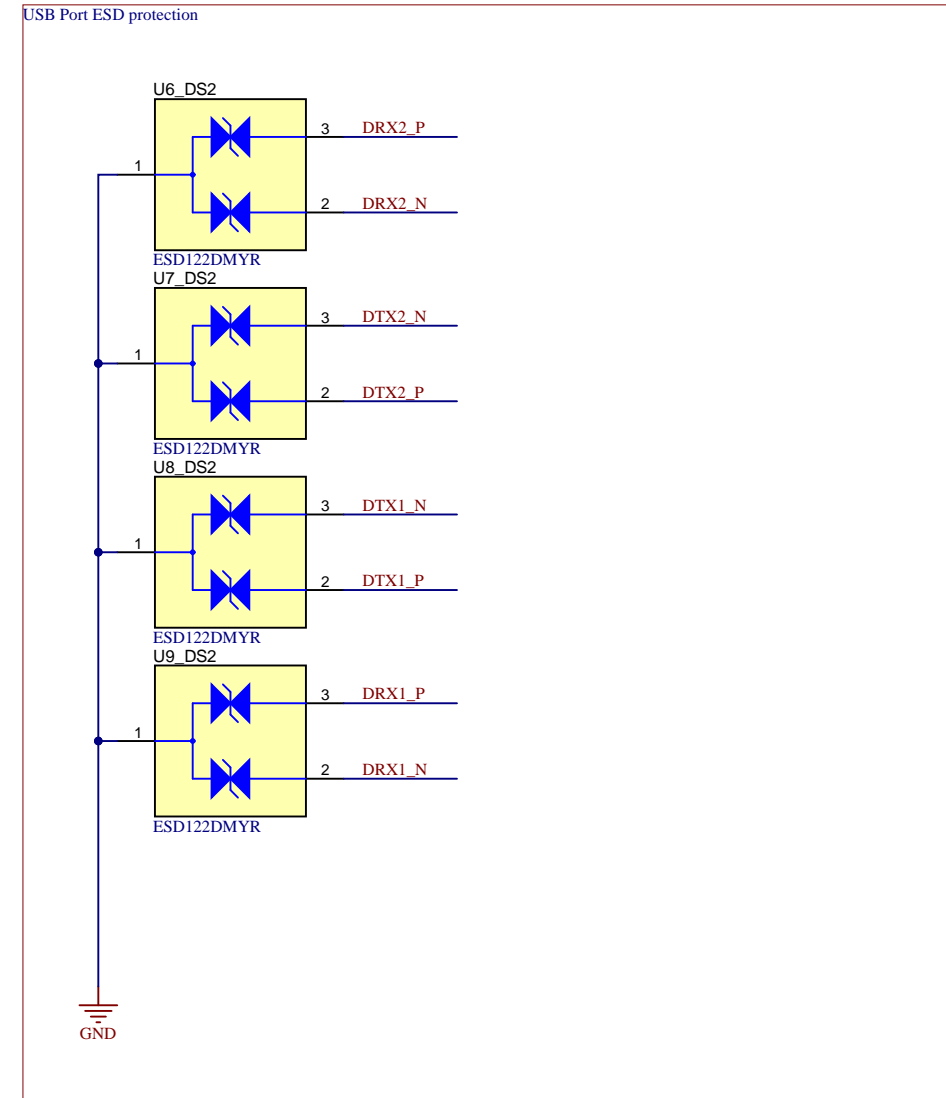 USB Port ESD protection
U6_DS2
3 DRX2_P
1
2 DRX2_N
ESD122DMYR
U7_DS2
3 DTX2_N
1
2 DTX2_P
ESD122DMYR
U8_DS2
3 DTX1_N
1
2 DTX1_P
ESD122DMYR
U9_DS2
3 DRX1_P
1
2 DRX1_N
ESD122DMYR
GND